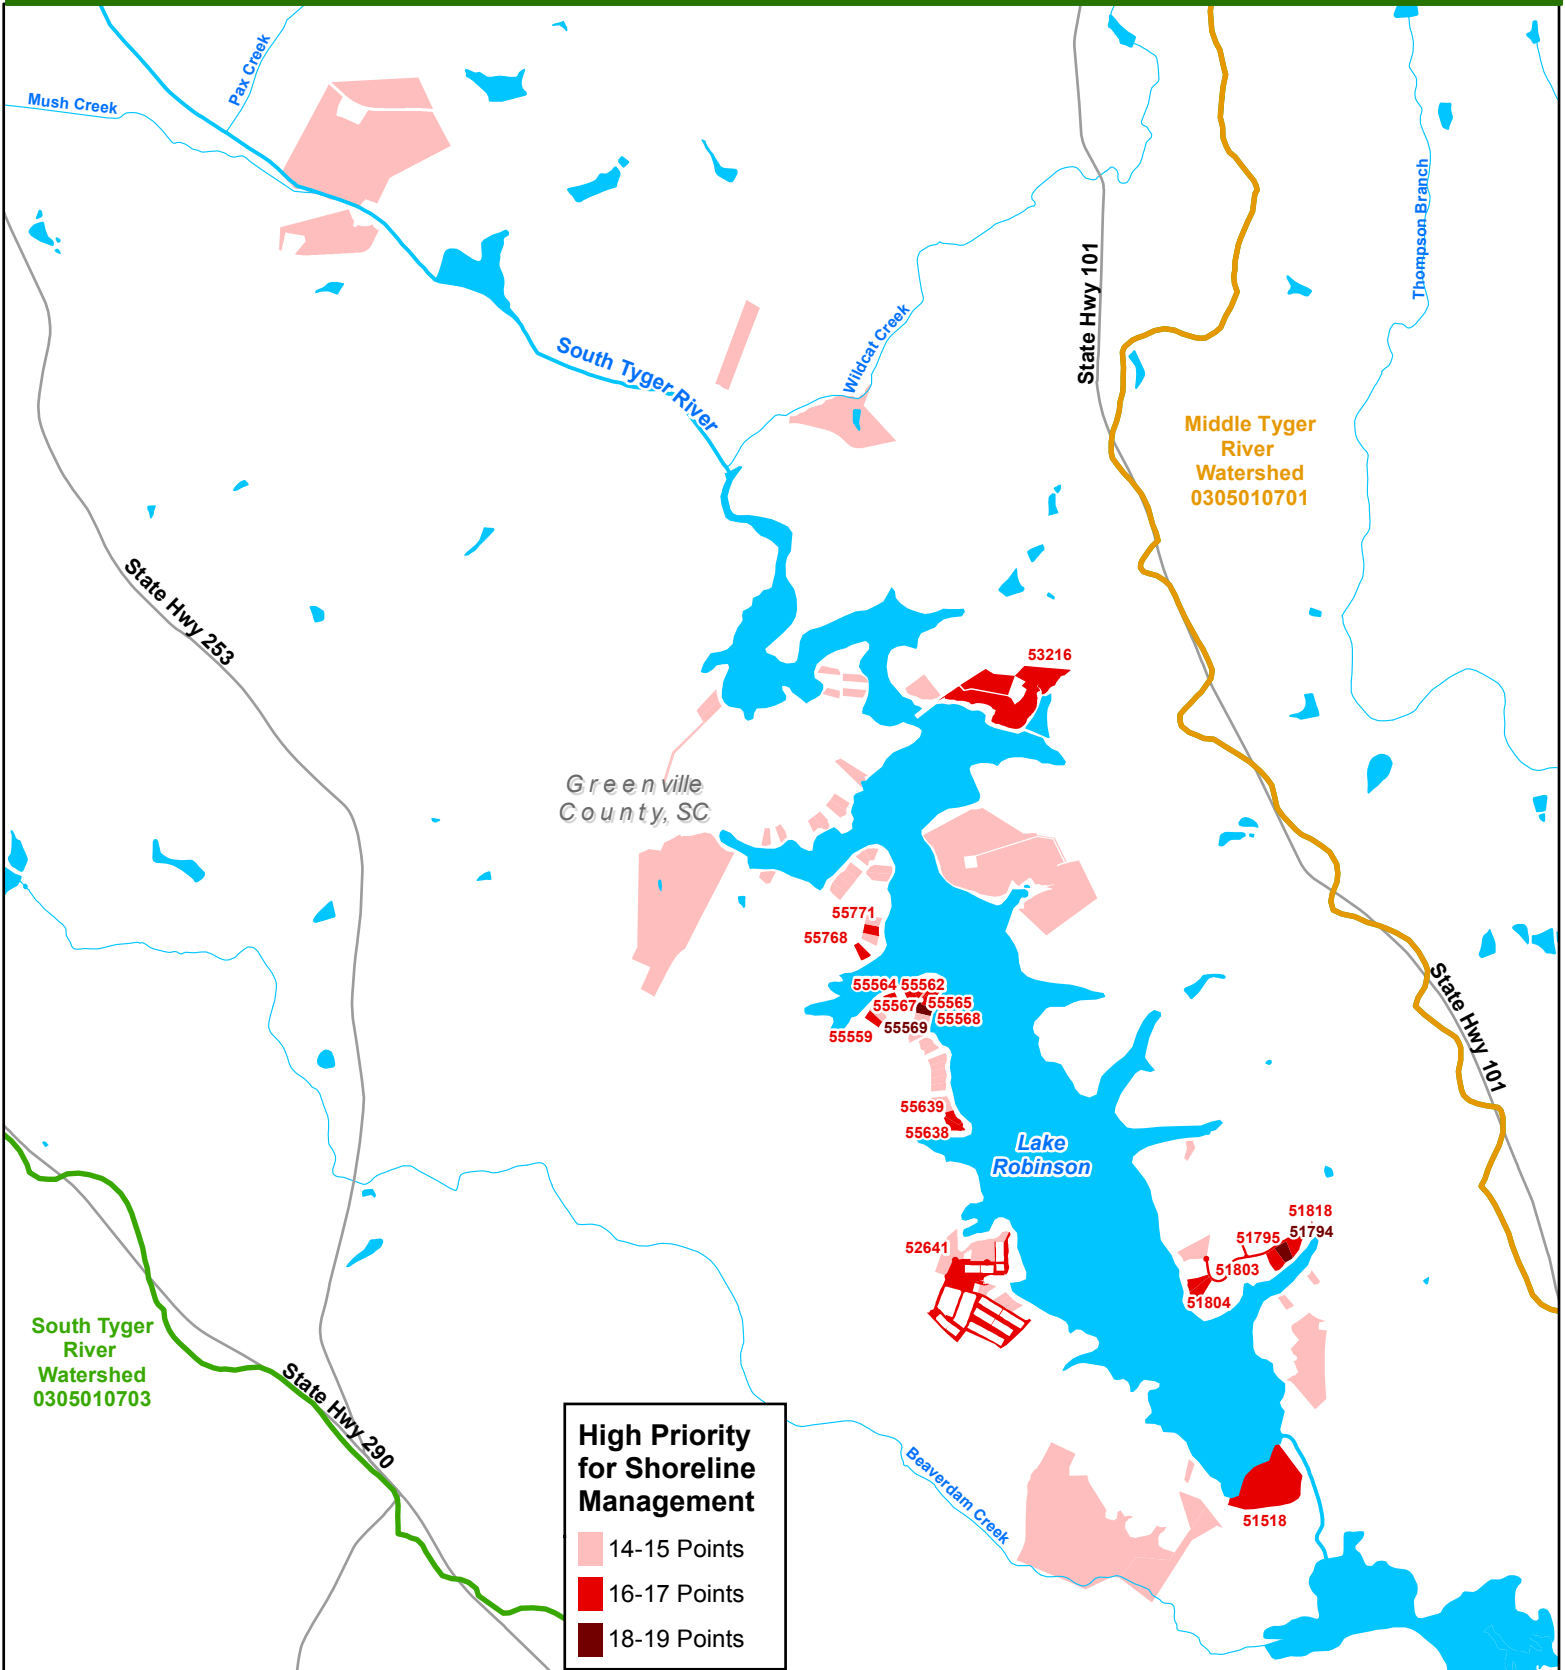 Pax Creek
Mush Creek
Thompson Branch
State Hwy 101
South Tyger River
Wildcat Creek
Middle Tyger
River
Watershed
0305010701
State Hwy 253
53216
Greenville
County, SC
55771
55768
55564
55562
55567
55565
55568
55569
55559
State Hwy 101
55639
55638
Lake
Robinson
51818
51794
51795
52641
51803
51804
South Tyger
River
Watershed
0305010703
State Hwy 290
Beaverdam Creek
51518
High Priority
for Shoreline
Management
14-15 Points
16-17 Points
18-19 Points